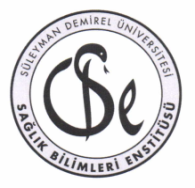 SÜLEYMAN DEMİREL ÜNİVERSİTESİ
SAĞLIK BİLİMLERİ ENSTİTÜSÜ